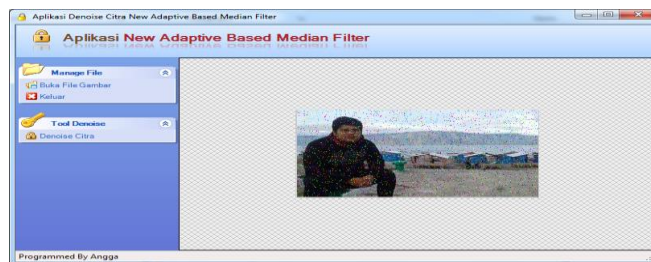 Aplikasi Denoise Citra New Adaptive Based Median Filter
Aplikasi New Adaptive Based Median Filter
Manage File
Buka File Gambar
Keluar
Tool Denoise
Denoise Citra
Programmed By Angga